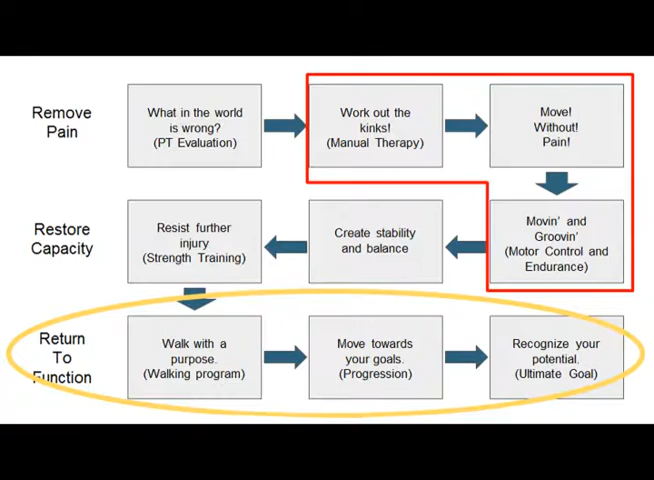 Remove
Pain
What in the world
is wrong?
(PT Evaluation)
Work out the
kinks!
(Manual Therapy)
Move!
Without!
Pain!
Restore
Capacity
Resist further
injury
(Strength Training)
Create stability
and balance
Movin' and
Groovin'
(Motor Control and
Endurance)
Return
To
Function
Walk with a
purpose.
(Walking program)
Move towards
your goals.
(Progression)
Recognize your
potential.
(Ultimate Goal)